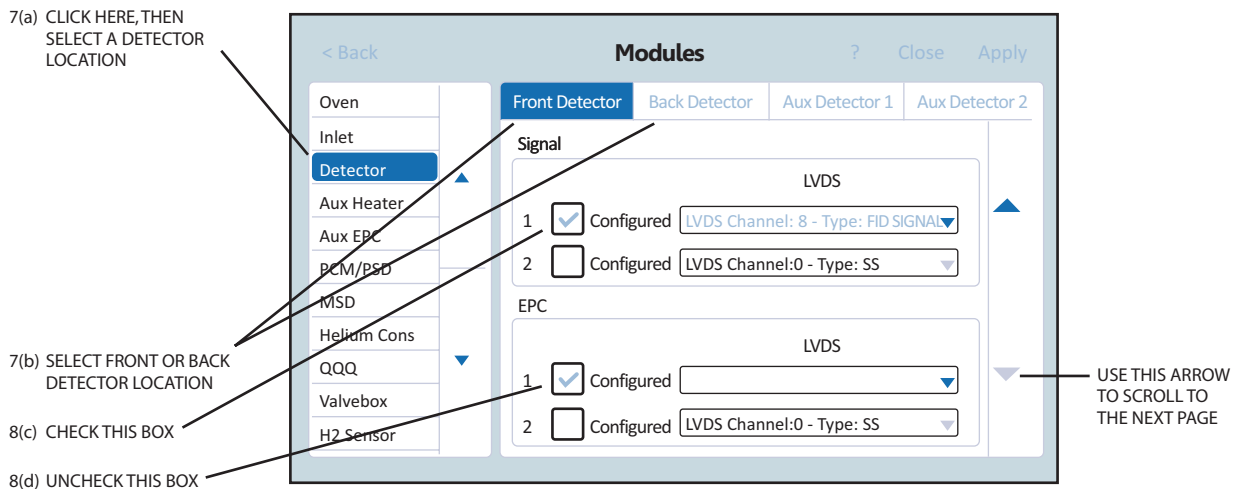 7(a) CLICK HERE, THEN
SELECT A DETECTOR
LOCATION
< Back
Modules
?
Close
Apply
Oven
Inlet
Detector
Aux Heater
Aux EPC
PCM/PSD
MSD
Helium Cons
QQQ
Valvebox
H2 Sensor
Front Detector
Back Detector
Aux Detector 1
Aux Detector 2
Signal
LVDS
1 Configured LVDS Channel: 8 - Type: FID SIGNAL
2 Configured LVDS Channel:0 - Type: SS
EPC
LVDS
1 Configured
2 Configured LVDS Channel:0 - Type: SS
7(b) SELECT FRONT OR BACK
DETECTOR LOCATION
8(c) CHECK THIS BOX
8(d) UNCHECK THIS BOX
USE THIS ARROW
TO SCROLL TO
THE NEXT PAGE